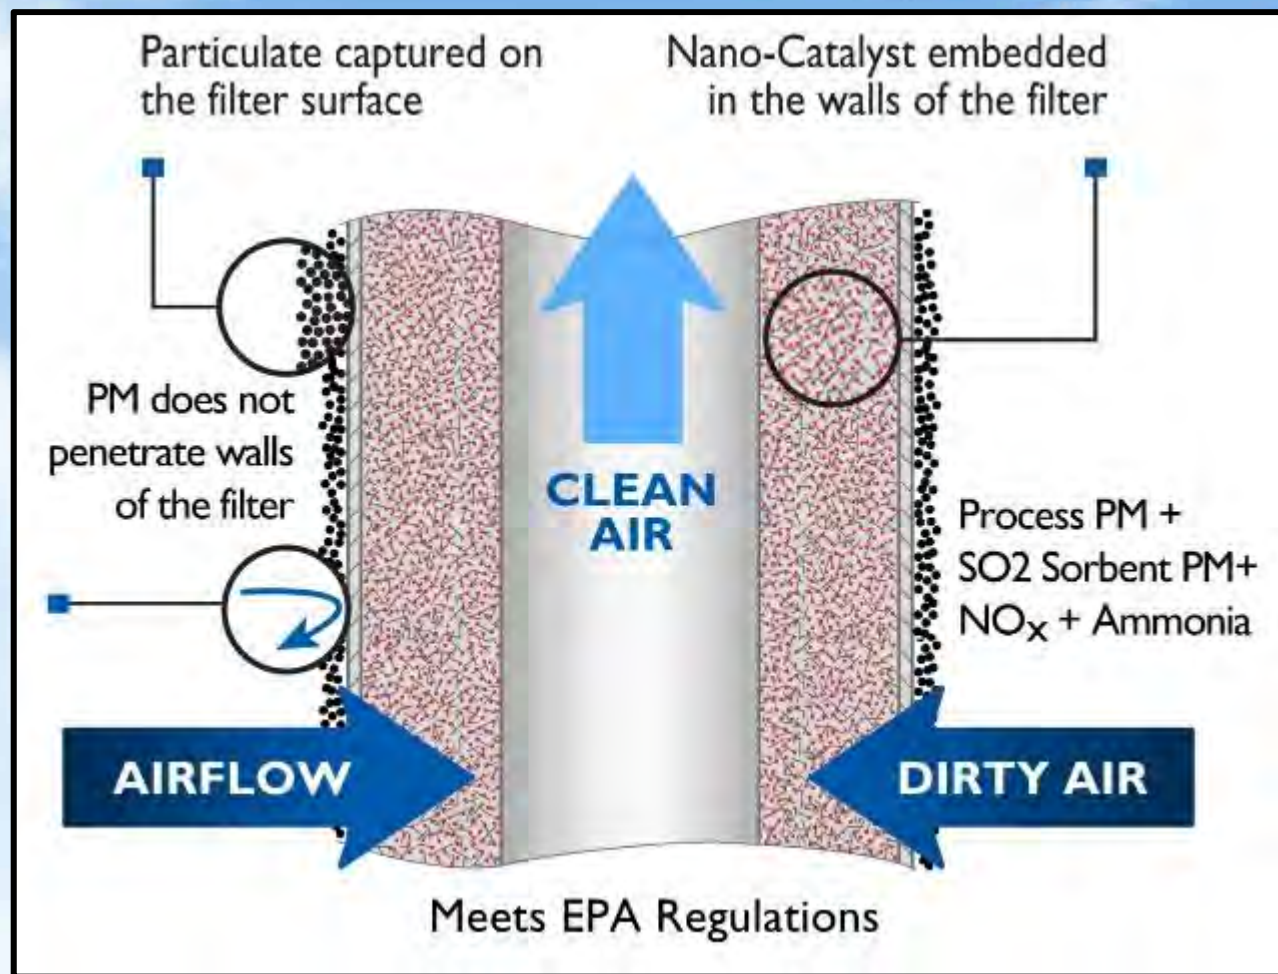 Particulate captured on
the filter surface
Nano-Catalyst embedded
in the walls of the filter
PM does not
penetrate walls
of the filter
CLEAN
AIR
Process PM +
SO2 Sorbent PM+
NOx + Ammonia
AIRFLOW
DIRTY AIR
Meets EPA Regulations